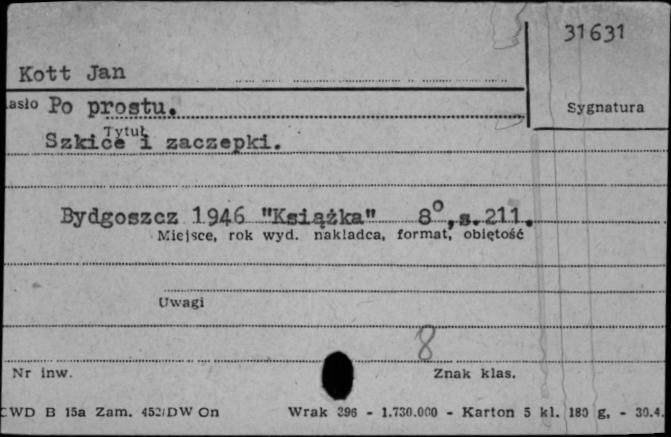 31631
Kott Jan
asło Po prostu.
Sygnatura
Tytuł
Szkice i zaczepki.
Bydgoszcz 1946 "Książka" 8°, s.211.
Miejsce, rok wyd. nakladca, format, objętość
Uwagi
8
Nr inw.
Znak klas.
CWD B 15a Zam. 452/DW On Wrak 396 - 1.730.000 - Karton 5 kl. 180 g, - 30.4.